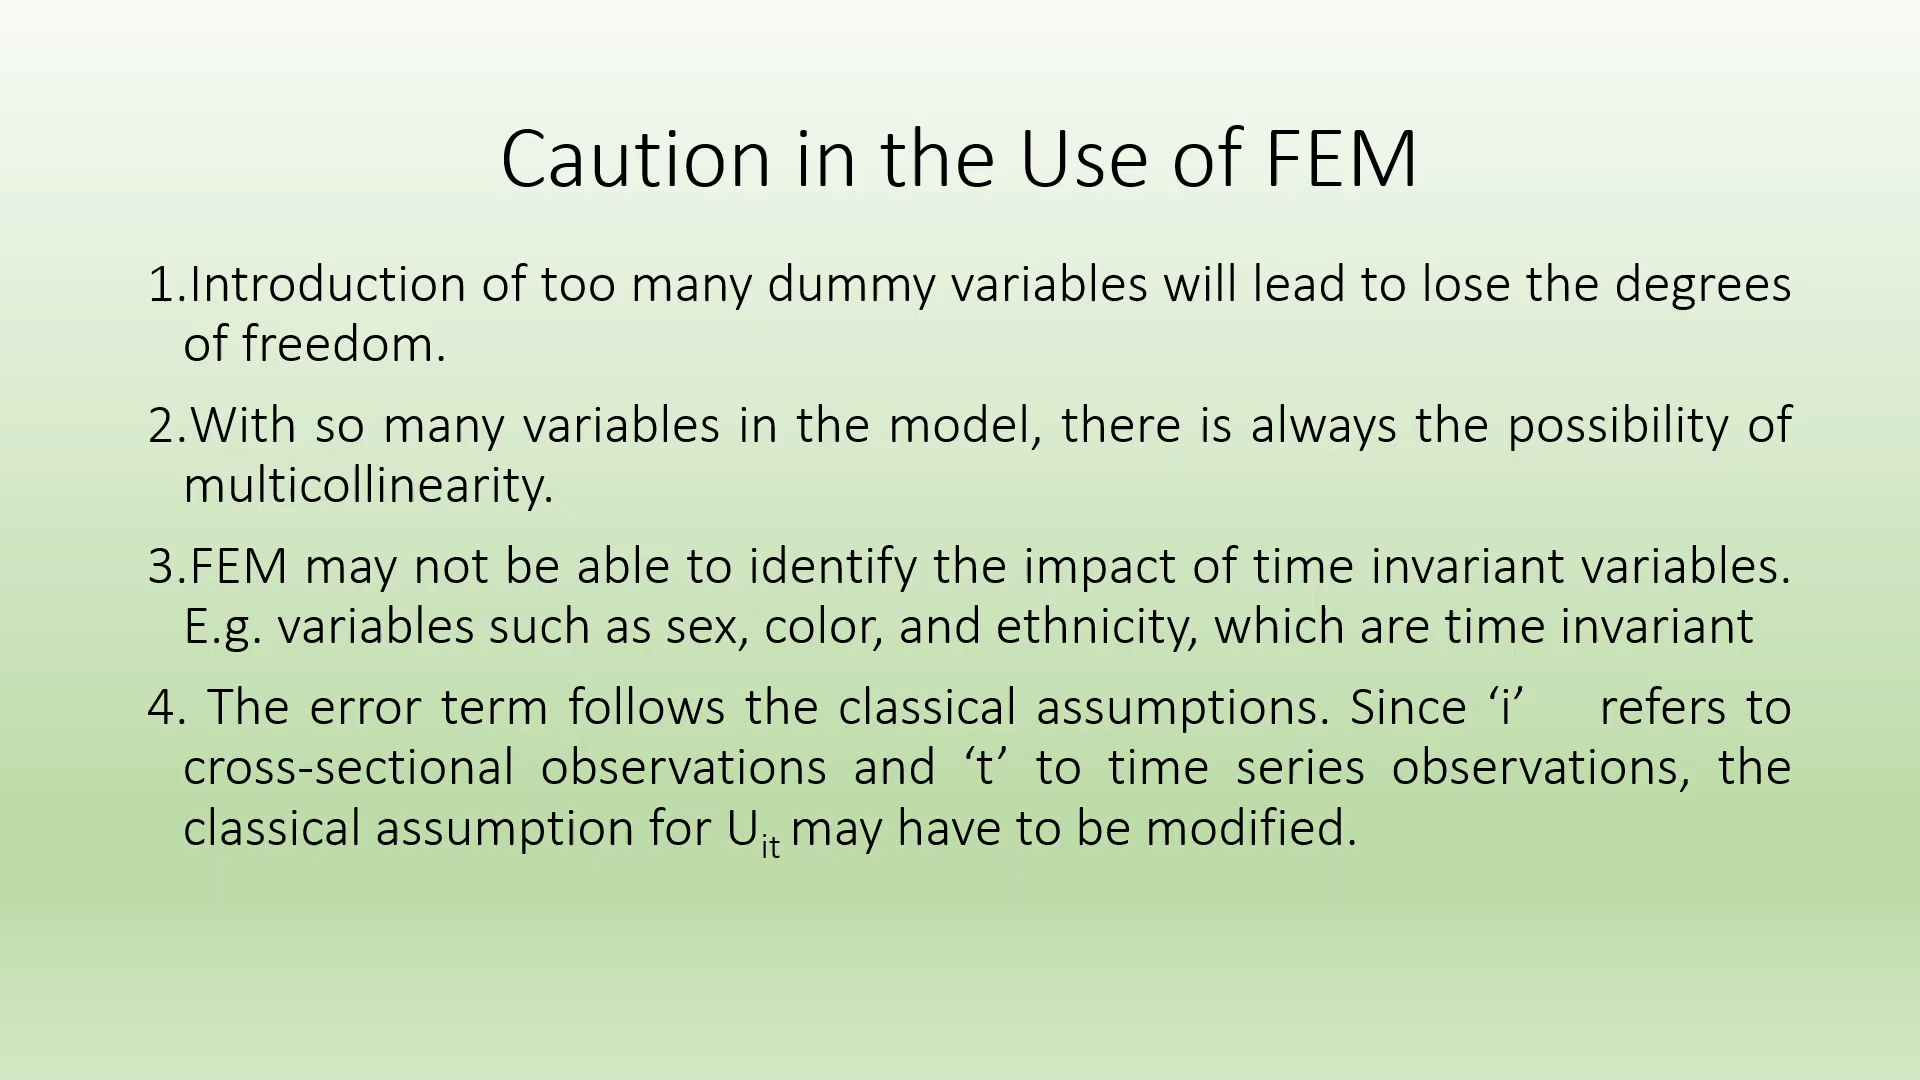 Caution in the Use of FEM
1.Introduction of too many dummy variables will lead to lose the degrees
of freedom.
2.With so many variables in the model, there is always the possibility of
multicollinearity.
3.FEM may not be able to identify the impact of time invariant variables.
E.g. variables such as sex, color, and ethnicity, which are time invariant
4. The error term follows the classical assumptions. Since ‘i’ refers to
cross-sectional observations and ‘t’ to time series observations, the
classical assumption for Uit may have to be modified.